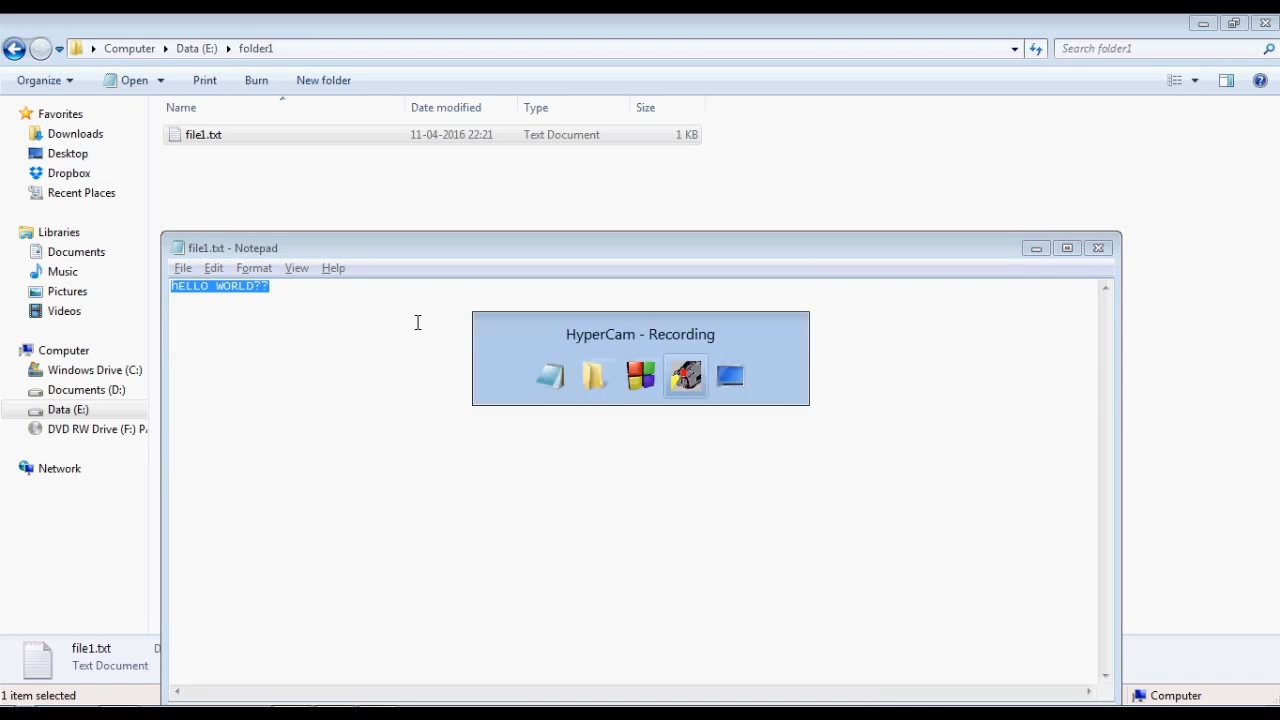 Computer Data (E:) folder1
Search folder1
Organize Open Print Burn New folder
Name Date modified Type Size
file1.txt 11-04-2016 22:21 Text Document 1 KB
Favorites
Downloads
Desktop
Dropbox
Recent Places
Libraries
Documents
Music
Pictures
Videos
Computer
Windows Drive (C:)
Documents (D:)
Data (E:)
DVD RW Drive (F:) PA
Network
file1.txt - Notepad
File Edit Format View Help
hELLO WORLD??
HyperCam - Recording
file1.txt D
Text Document
1 item selected
Computer